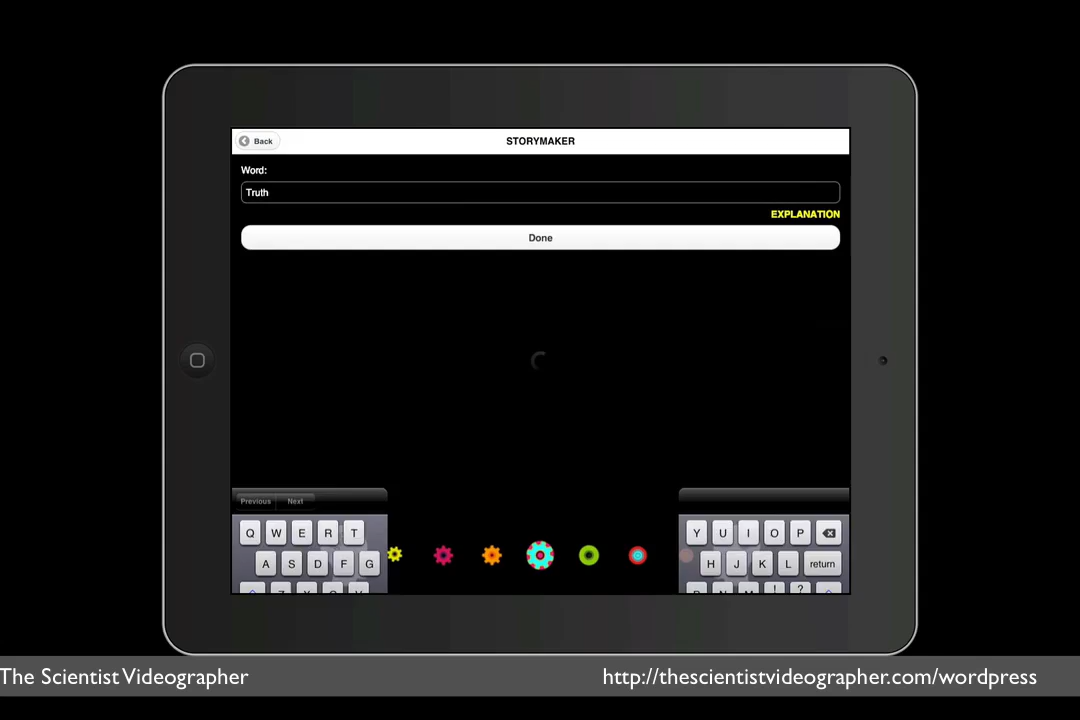 Back
STORYMAKER
Word:
Truth
EXPLANATION
Done
Previous Next
Q W E R T
Y U I O P
A S D F G
H J K L return
! ?
The Scientist Videographer
http://thescientistvideographer.com/wordpress